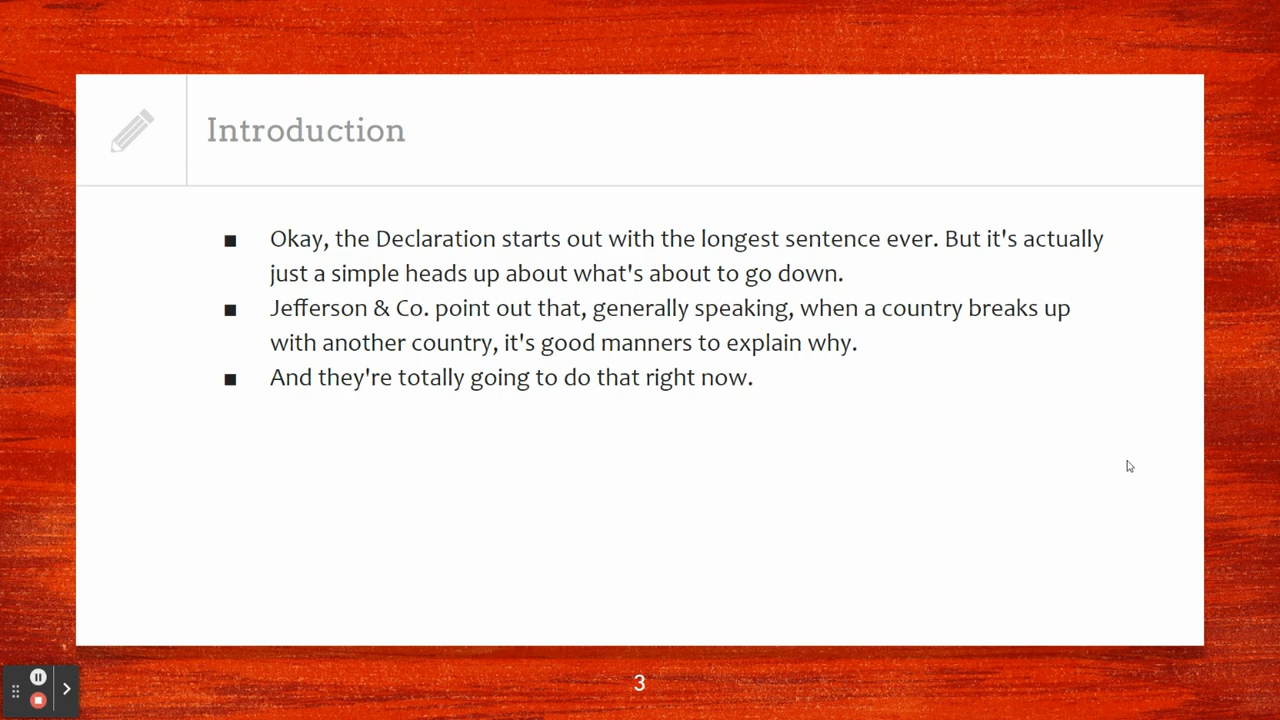 Introduction
■ Okay, the Declaration starts out with the longest sentence ever. But it's actually
just a simple heads up about what's about to go down.
■ Jefferson & Co. point out that, generally speaking, when a country breaks up
with another country, it's good manners to explain why.
■ And they're totally going to do that right now.
3